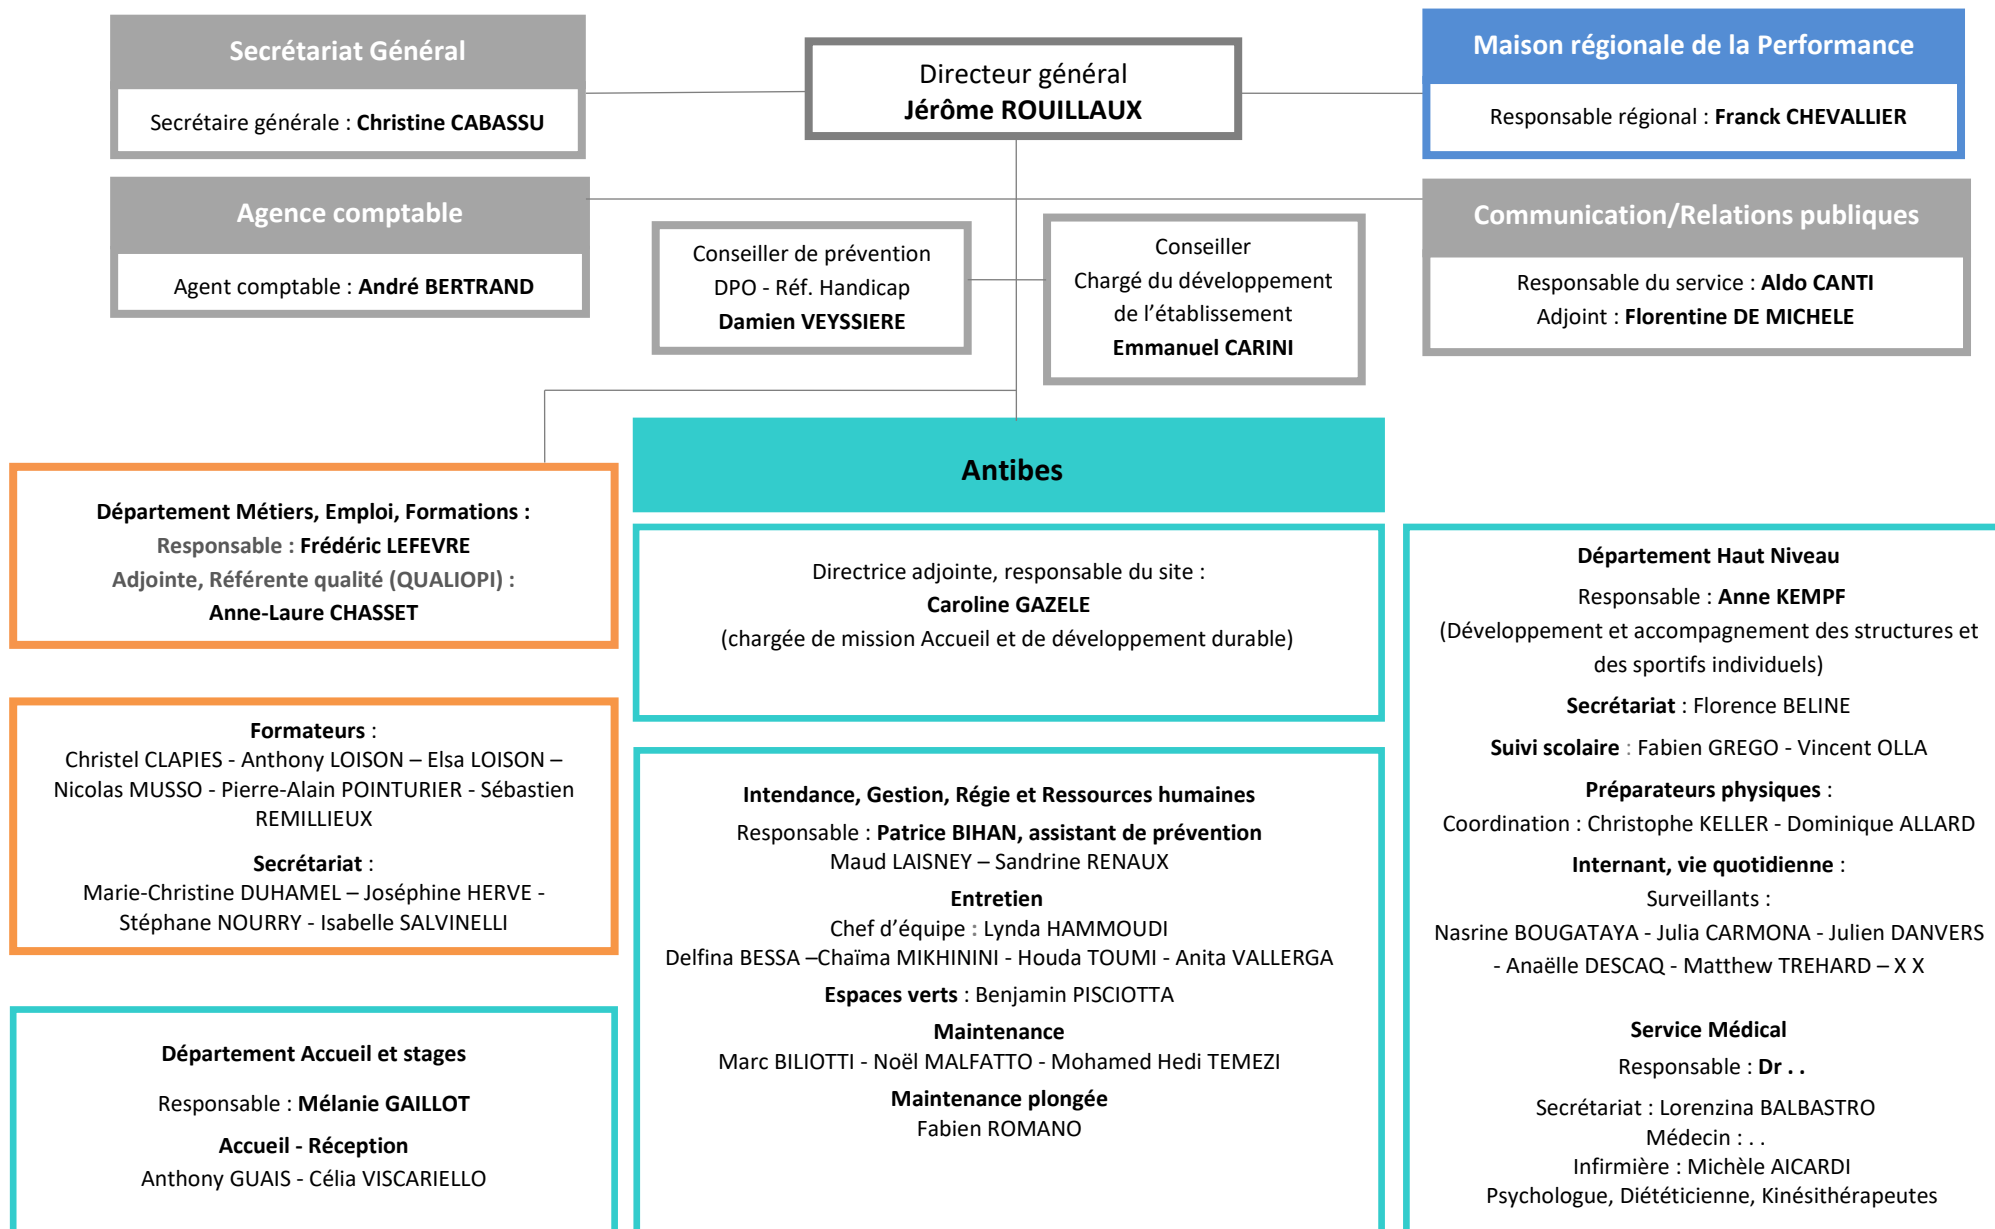 Secrétariat Général
Secrétaire générale : Christine CABASSU
Directeur général
Jérôme ROUILLAUX
Maison régionale de la Performance
Responsable régional : Franck CHEVALLIER
Agence comptable
Agent comptable : André BERTRAND
Conseiller de prévention
DPO - Réf. Handicap
Damien VEYSSIERE
Conseiller
Chargé du développement
de l’établissement
Emmanuel CARINI
Communication/Relations publiques
Responsable du service : Aldo CANTI
Adjoint : Florentine DE MICHELE
Département Métiers, Emploi, Formations :
Responsable : Frédéric LEFEVRE
Adjointe, Référente qualité (QUALIOPI) :
Anne-Laure CHASSET
Formateurs :
Christel CLAPIES - Anthony LOISON – Elsa LOISON –
Nicolas MUSSO - Pierre-Alain POINTURIER - Sébastien
REMILLIEUX
Secrétariat :
Marie-Christine DUHAMEL – Joséphine HERVE -
Stéphane NOURRY - Isabelle SALVINELLI
Département Accueil et stages
Responsable : Mélanie GAILLOT
Accueil - Réception
Anthony GUAIS - Célia VISCARIELLO
Antibes
Directrice adjointe, responsable du site :
Caroline GAZELE
(chargée de mission Accueil et de développement durable)
Intendance, Gestion, Régie et Ressources humaines
Responsable : Patrice BIHAN, assistant de prévention
Maud LAISNEY – Sandrine RENAUX
Entretien
Chef d’équipe : Lynda HAMMOUDI
Delfina BESSA –Chaïma MIKHININI - Houda TOUMI - Anita VALLERGA
Espaces verts : Benjamin PISCIOTTA
Maintenance
Marc BILIOTTI - Noël MALFATTO - Mohamed Hedi TEMEZI
Maintenance plongée
Fabien ROMANO
Département Haut Niveau
Responsable : Anne KEMPF
(Développement et accompagnement des structures et
des sportifs individuels)
Secrétariat : Florence BELINE
Suivi scolaire : Fabien GREGO - Vincent OLLA
Préparateurs physiques :
Coordination : Christophe KELLER - Dominique ALLARD
Internant, vie quotidienne :
Surveillants :
Nasrine BOUGATAYA - Julia CARMONA - Julien DANVERS
- Anaëlle DESCAQ - Matthew TREHARD – X X
Service Médical
Responsable : Dr . .
Secrétariat : Lorenzina BALBASTRO
Médecin : . .
Infirmière : Michèle AICARDI
Psychologue, Diététicienne, Kinésithérapeutes